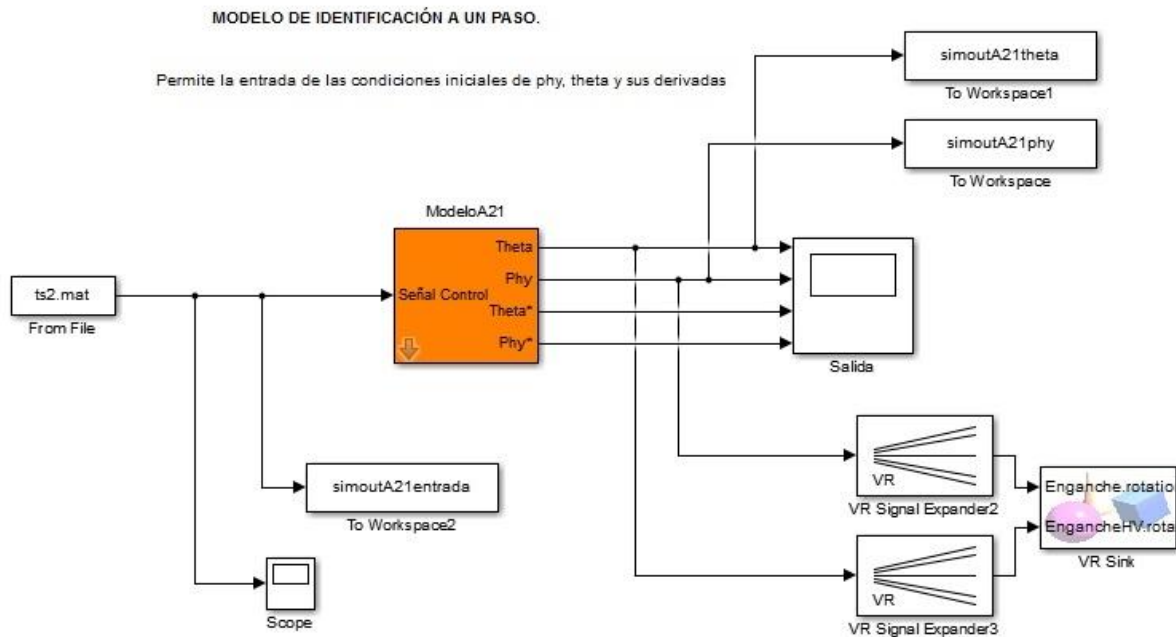 MODELO DE IDENTIFICACIÓN A UN PASO.
Permite la entrada de las condiciones iniciales de phy, theta y sus derivadas
simoutA21theta
To Workspace1
simoutA21phy
To Workspace
ModeloA21
Señal Control
Theta
Phy
Theta*
Phy*
ts2.mat
From File
Salida
simoutA21entrada
To Workspace2
Scope
VR
VR Signal Expander2
VR
VR Signal Expander3
Enganche.rotation
EngancheHV.rota
VR Sink